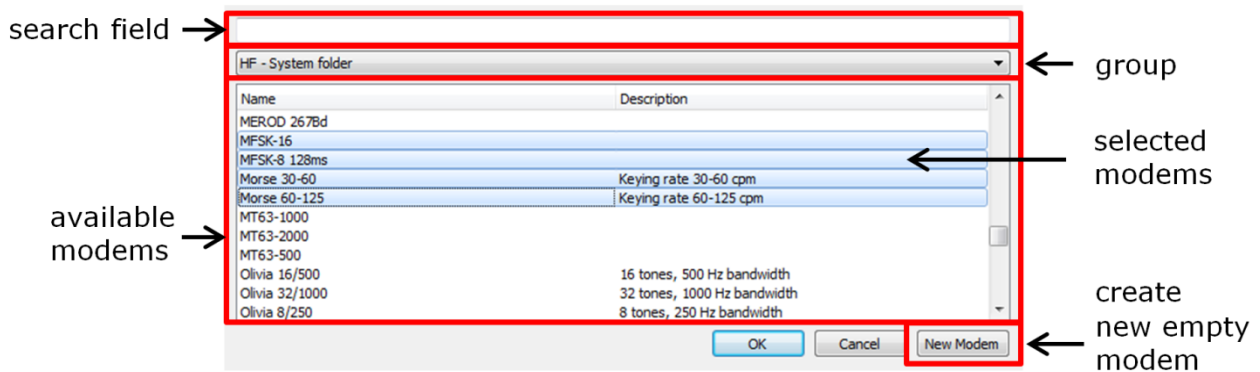 search field
HF - System folder
group
Name Description
MEROD 267Bd
MFSK-16
MFSK-8 128ms
Morse 30-60 Keying rate 30-60 cpm
Morse 60-125 Keying rate 60-125 cpm
MT63-1000
MT63-2000
MT63-500
Olivia 16/500 16 tones, 500 Hz bandwidth
Olivia 32/1000 32 tones, 1000 Hz bandwidth
Olivia 8/250 8 tones, 250 Hz bandwidth
selected
modems
available
modems
OK Cancel New Modem
create
new empty
modem